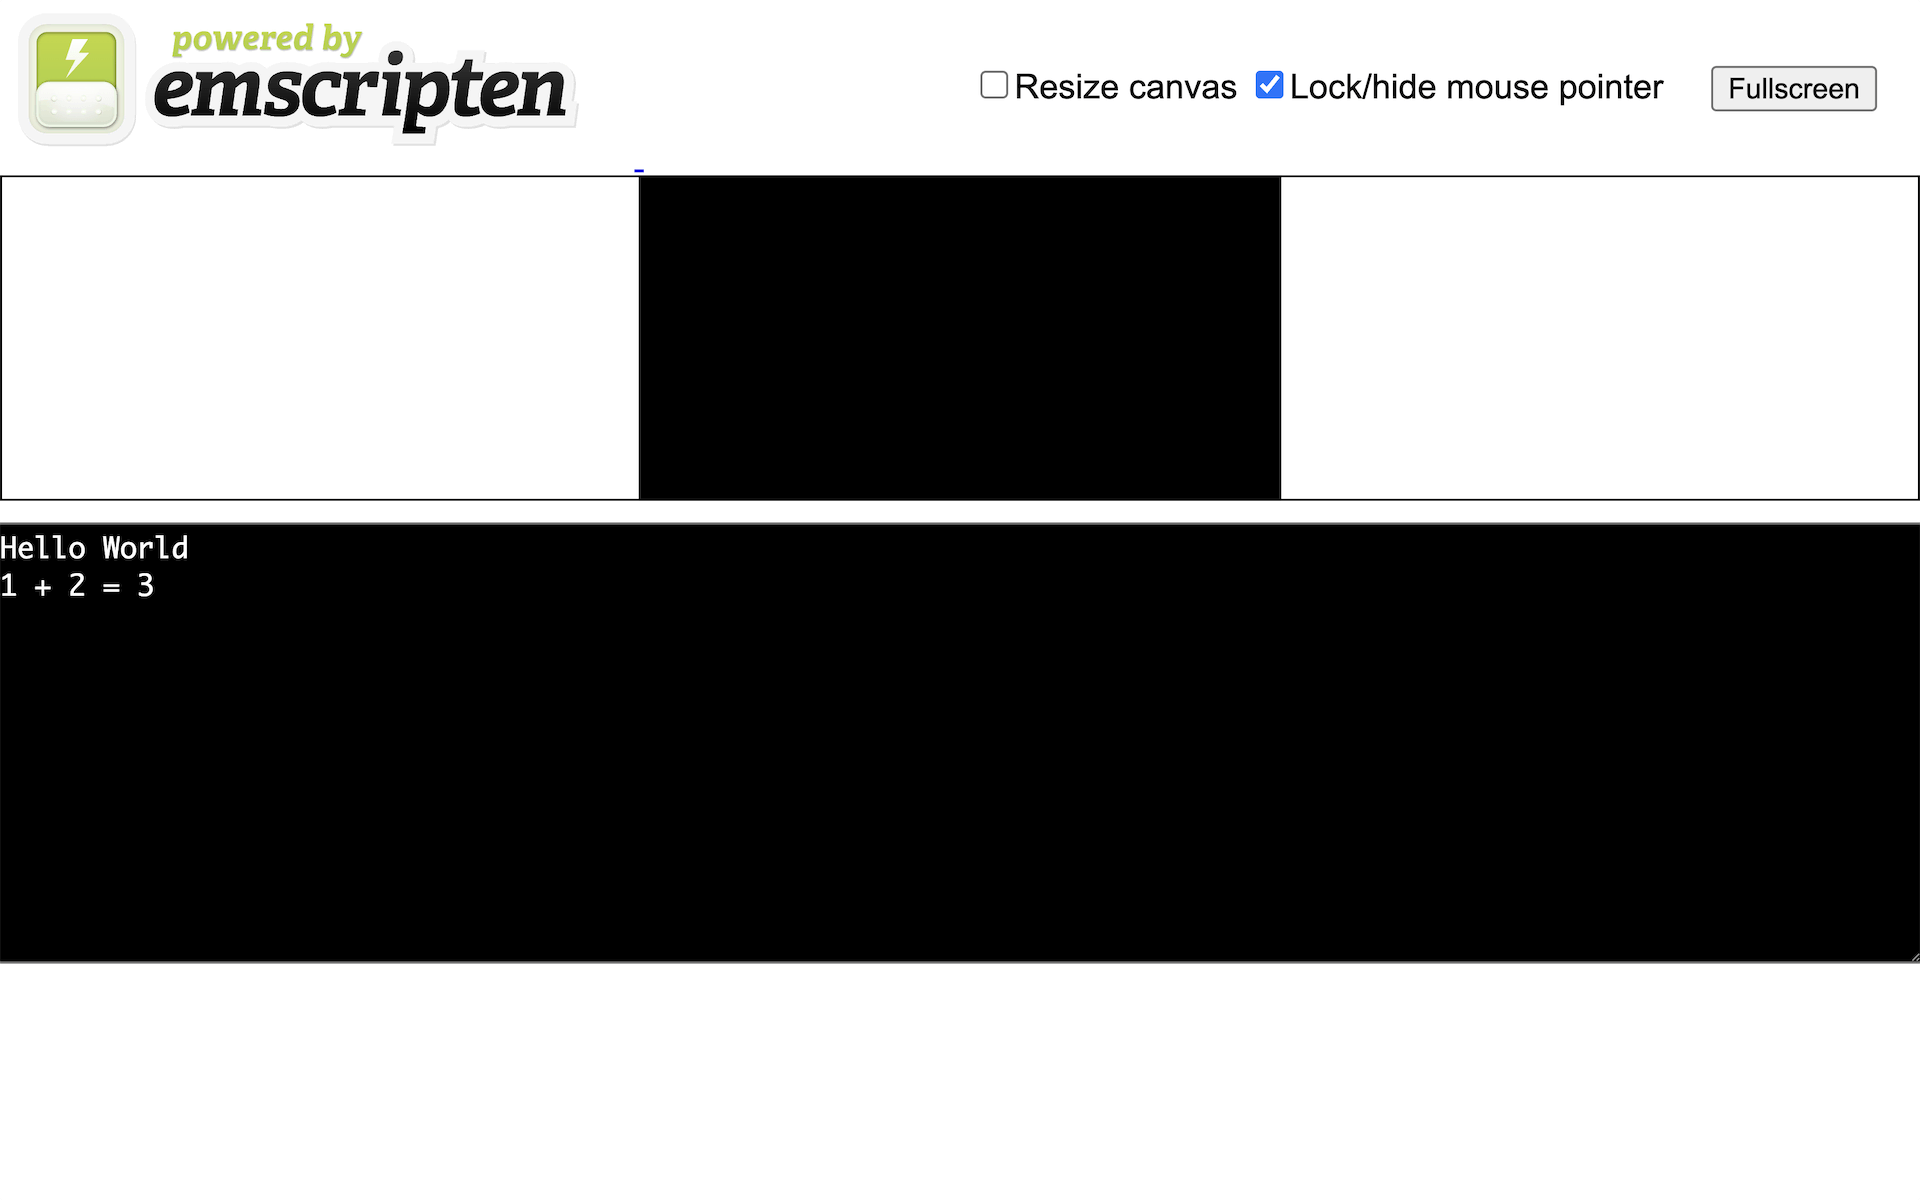 powered by
emscripten
Resize canvas Lock/hide mouse pointer Fullscreen
Hello World
1 + 2 = 3